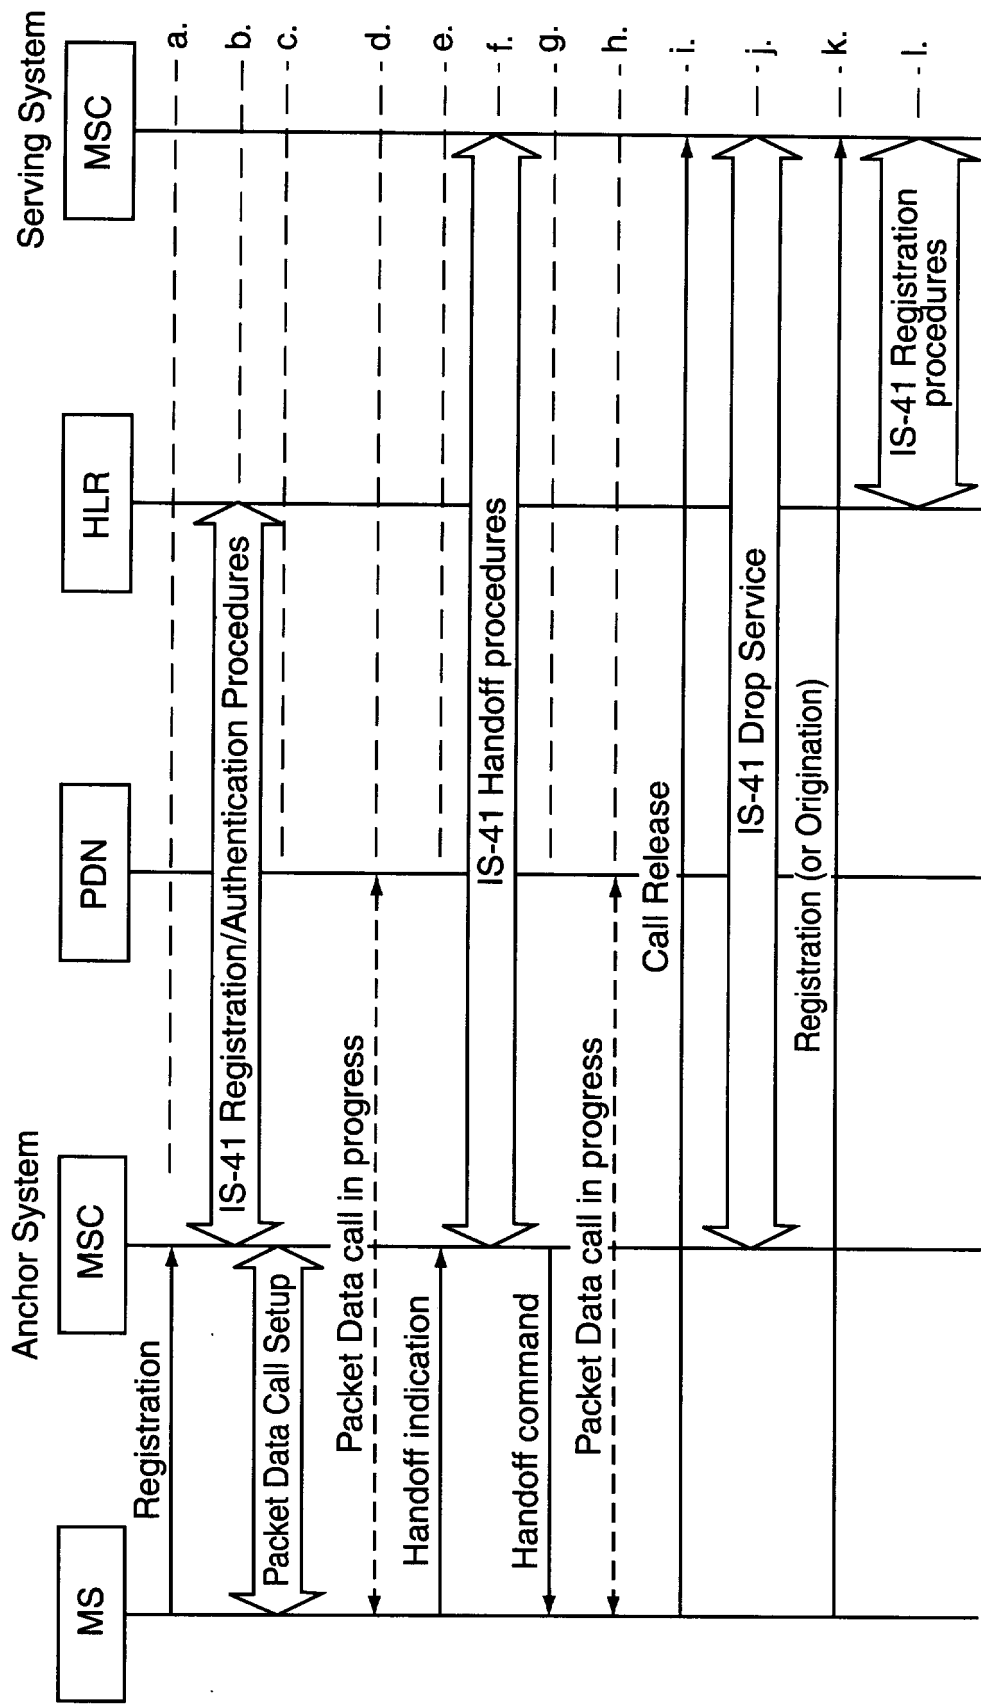 Anchor System
Serving System
MS
MSC
PDN
HLR
MSC
Registration
a.
IS-41 Registration/Authentication Procedures
b.
Packet Data Call Setup
c.
Packet Data call in progress
d.
Handoff indication
e.
IS-41 Handoff procedures
f.
Handoff command
g.
Packet Data call in progress
h.
Call Release
i.
IS-41 Drop Service
j.
Registration (or Origination)
k.
IS-41 Registration
procedures
l.